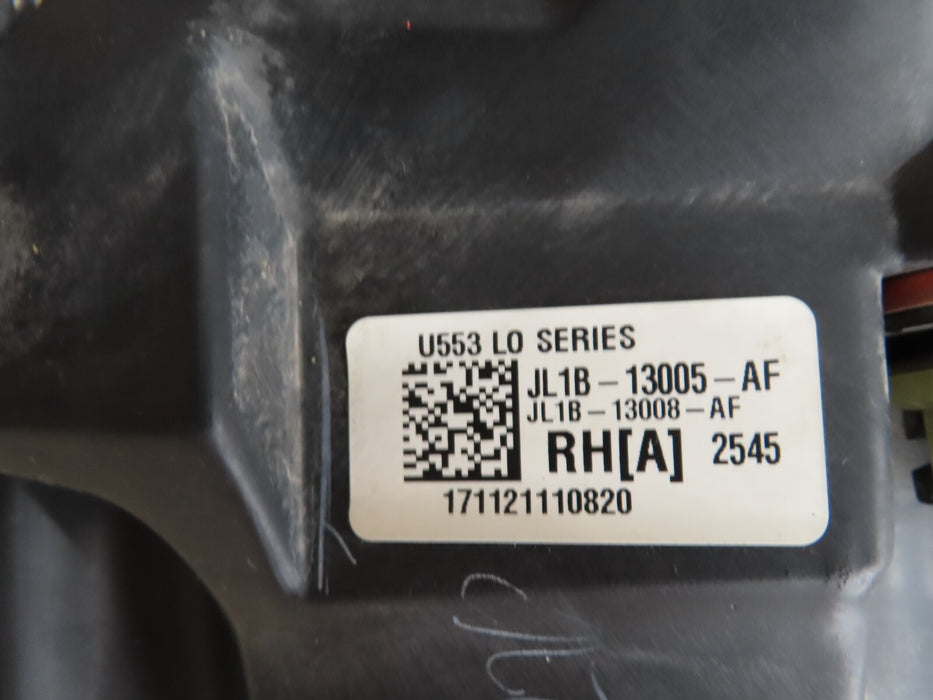 U553 LO SERIES
JL1B-13005-AF
JL1B-13008-AF
RH[A] 2545
171121110820